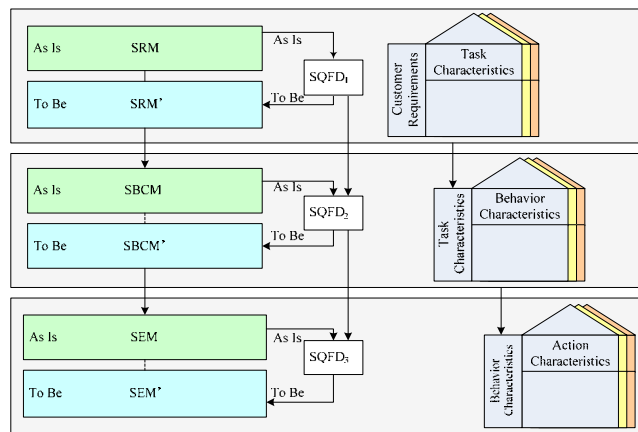 As Is SRM As Is
SQFD1
To Be SRM’ To Be
Customer
Requirements
Task
Characteristics
As Is SBCM As Is
SQFD2
To Be SBCM’ To Be
Task
Characteristics
Behavior
Characteristics
As Is SEM As Is
SQFD3
To Be SEM’ To Be
Behavior
Characteristics
Action
Characteristics